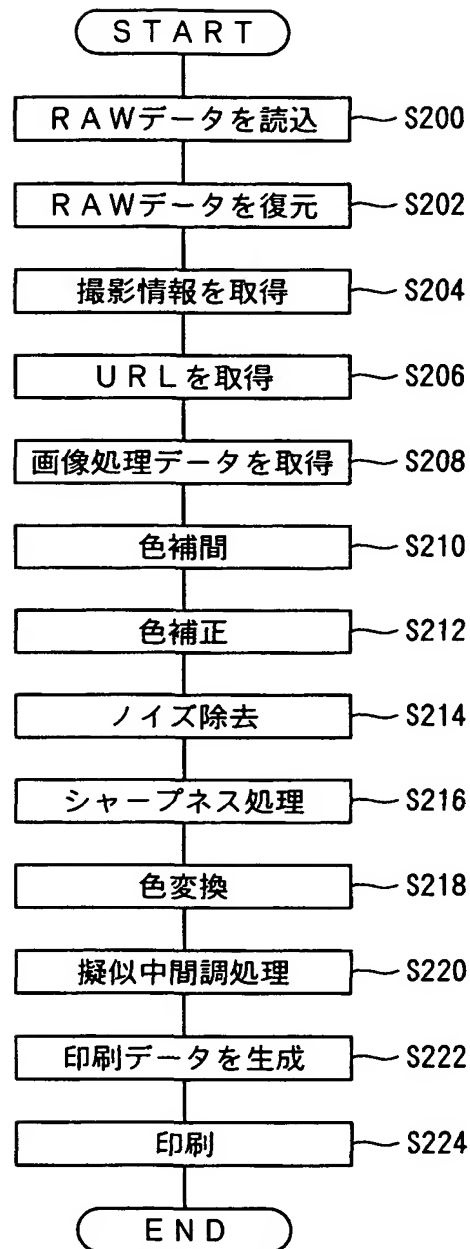 START
RAWデータを読込 S200
RAWデータを復元 S202
撮影情報を取得 S204
URLを取得 S206
画像処理データを取得 S208
色補間 S210
色補正 S212
ノイズ除去 S214
シャープネス処理 S216
色変換 S218
擬似中間調処理 S220
印刷データを生成 S222
印刷 S224
END